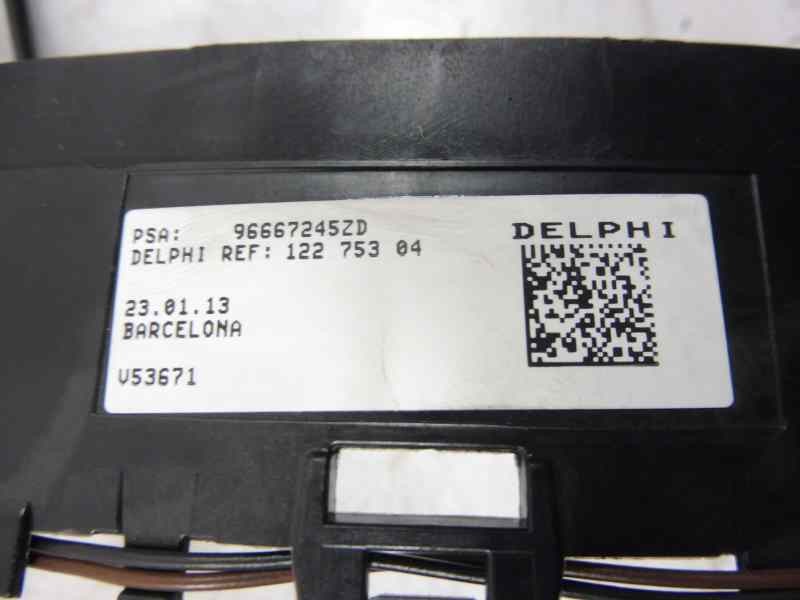 PSA: 96667245ZD
DELPHI REF: 122 753 04
DELPHI
23.01.13
BARCELONA
V53671